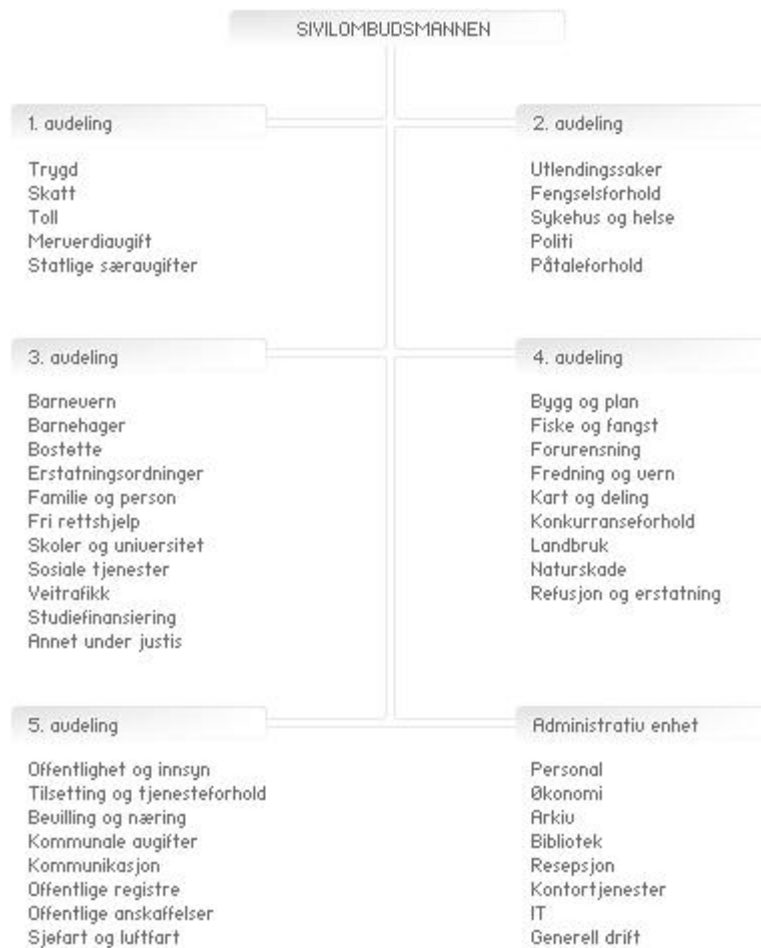 SIVILOMBUDSMANNEN
1. avdeling
Trygd
Skatt
Toll
Merverdiavgift
Statlige særavgifter
2. avdeling
Utlendingssaker
Fengselsforhold
Sykehus og helse
Politi
Påtaleforhold
3. avdeling
Barnevern
Barnehager
Bostøtte
Erstatningsordninger
Familie og person
Fri rettshjelp
Skoler og universitet
Sosiale tjenester
Veitrafikk
Studiefinansiering
Annet under justis
4. avdeling
Bygg og plan
Fiske og fangst
Forurensning
Fredning og vern
Kart og deling
Konkurranseforhold
Landbruk
Naturskade
Refusjon og erstatning
5. avdeling
Offentlighet og innsyn
Tilsetting og tjenesteforhold
Bevilling og næring
Kommunale avgifter
Kommunikasjon
Offentlige registre
Offentlige anskaffelser
Sjøfart og luftfart
Administrativ enhet
Personal
Økonomi
Arkiv
Bibliotek
Resepsjon
Kontortjenester
IT
Generell drift